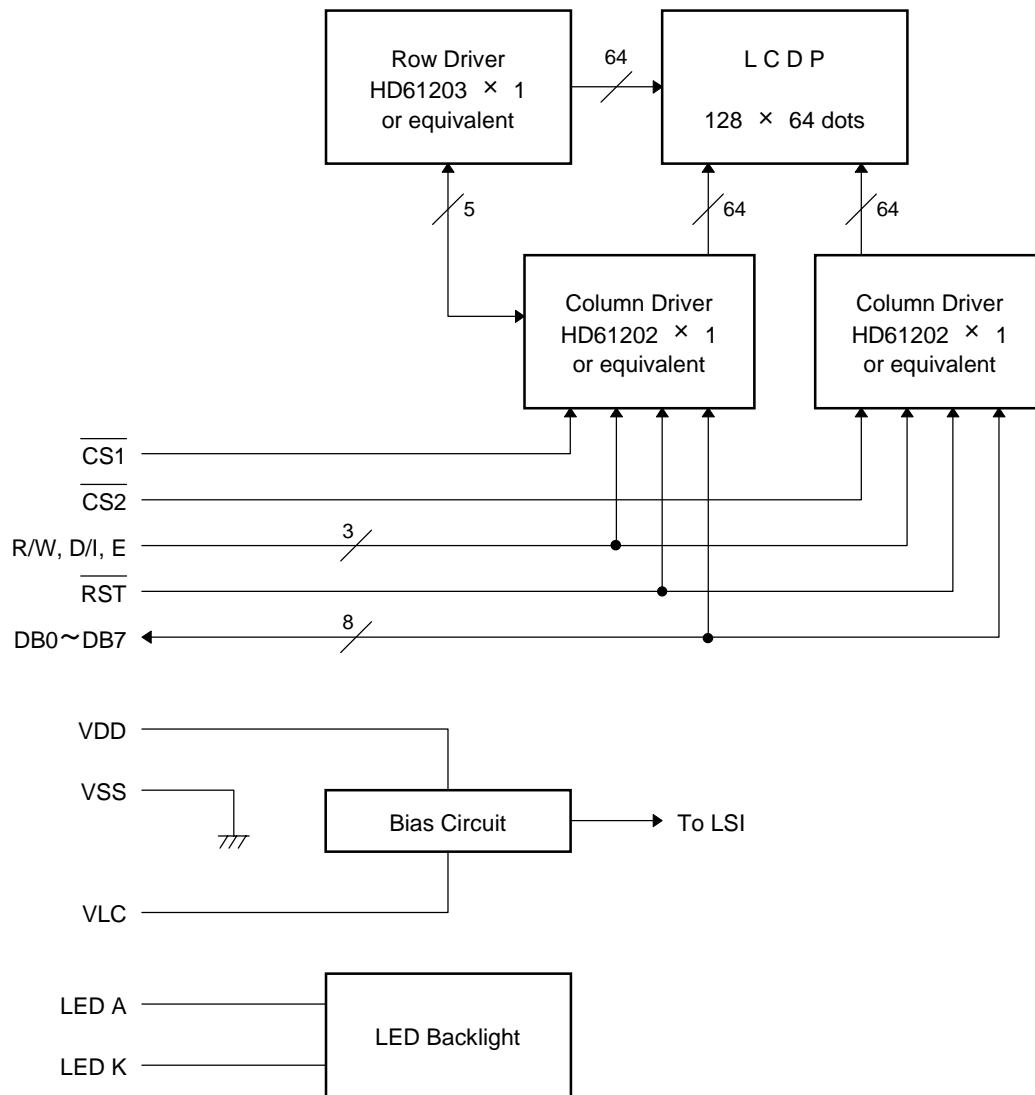 Row Driver
HD61203 × 1
or equivalent
64
L C D P
128 × 64 dots
5
64
64
Column Driver
HD61202 × 1
or equivalent
Column Driver
HD61202 × 1
or equivalent
CS1
CS2
R/W, D/I, E
3
RST
DB0~DB7
8
VDD
VSS
Bias Circuit
To LSI
VLC
LED A
LED Backlight
LED K